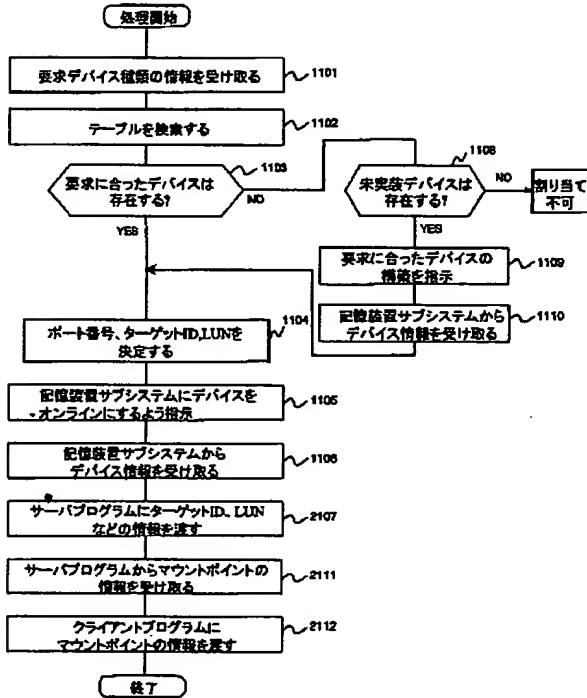 処理開始
要求デバイス種類の情報を受け取る
1101
テーブルを検索する
1102
要求に合ったデバイスは
存在する?
1103
NO
YES
未実装デバイスは
存在する?
1108
NO
YES
割り当て
不可
要求に合ったデバイスの
構築を指示
1109
記憶装置サブシステムから
デバイス情報を受け取る
1110
ポート番号、ターゲットID,LUNを
決定する
1104
記憶装置サブシステムにデバイスを
オンラインにするよう指示
1105
記憶装置サブシステムから
デバイス情報を受け取る
1106
サーバプログラムにターゲットID、LUN
などの情報を渡す
2107
サーバプログラムからマウントポイントの
情報を受け取る
2111
クライアントプログラムに
マウントポイントの情報を渡す
2112
終了